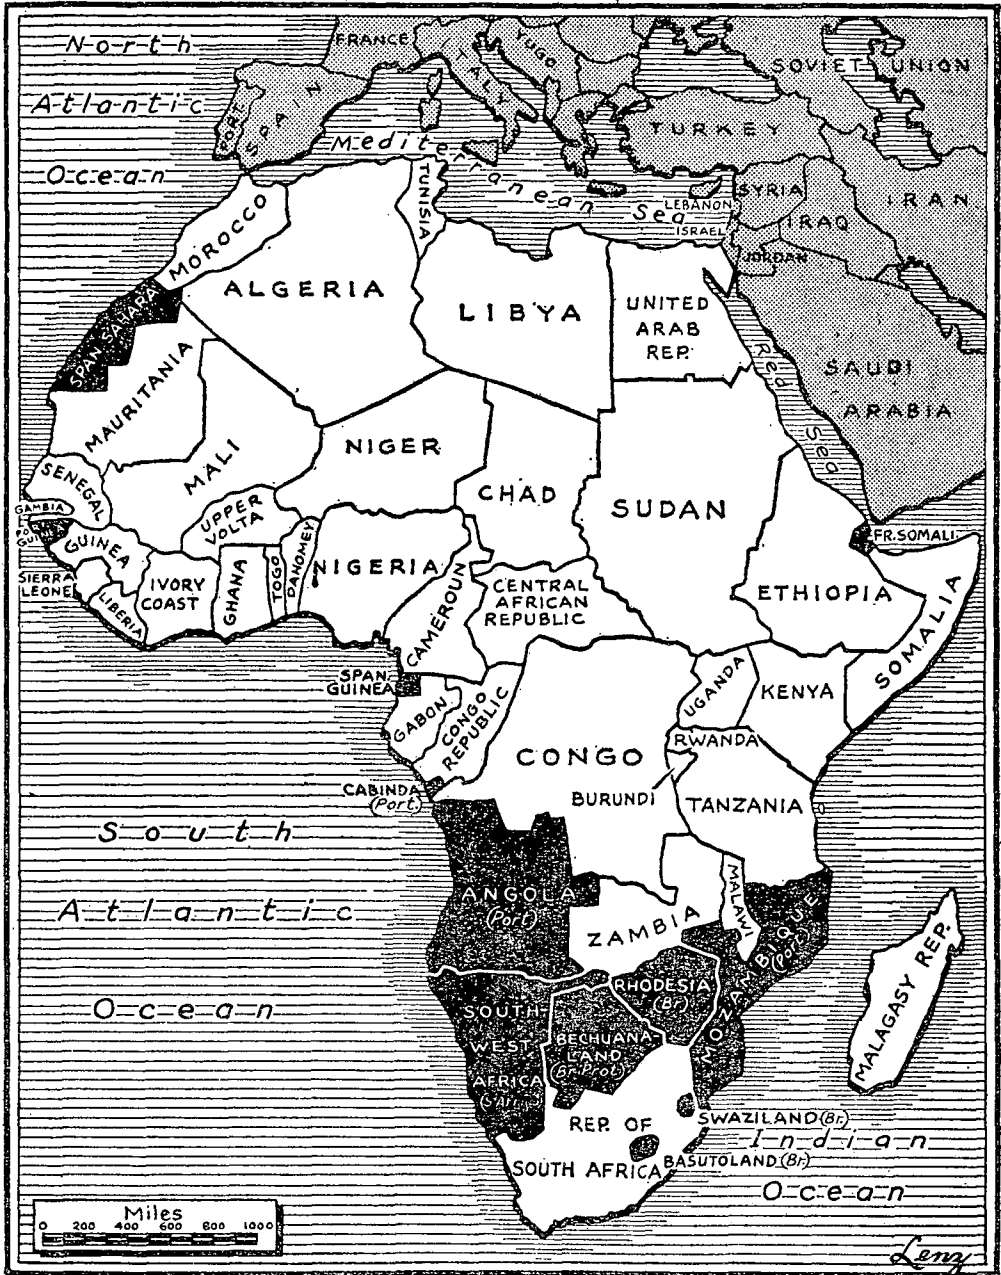 North
Atlantic
Ocean
FRANCE
ITALY
YUGO
SOVIET UNION
PORT.
SPAIN
TURKEY
Mediterranean Sea
LEBANON
SYRIA
IRAQ
IRAN
ISRAEL
JORDAN
MOROCCO
TUNISIA
ALGERIA
LIBYA
UNITED
ARAB
REP.
Red Sea
SAUDI
ARABIA
SPAN. SAHARA
MAURITANIA
MALI
NIGER
CHAD
SUDAN
SENEGAL
GAMBIA
GUINEA
GUINEA
UPPER
VOLTA
FR. SOMALI.
SIERRA
LEONE
LIBERIA
IVORY
COAST
GHANA
TOGO
DAHOMEY
NIGERIA
CAMEROUN
CENTRAL
AFRICAN
REPUBLIC
ETHIOPIA
SOMALIA
SPAN.
GUINEA
GABON
CONGO
REPUBLIC
CONGO
UGANDA
KENYA
RWANDA
BURUNDI
TANZANIA
CABINDA
(Port.)
South
Atlantic
Ocean
ANGOLA
(Port)
ZAMBIA
MALAWI
MOZAMBIQUE
(Port.)
MALAGASY REP.
RHODESIA
(Br.)
SOUTH-
WEST
AFRICA
BECHUANA-
LAND
(Br. Prot.)
REP. OF
SOUTH AFRICA
SWAZILAND (Br.)
BASUTOLAND (Br.)
Indian
Ocean
Miles
0 200 400 600 800 1000
Lenz